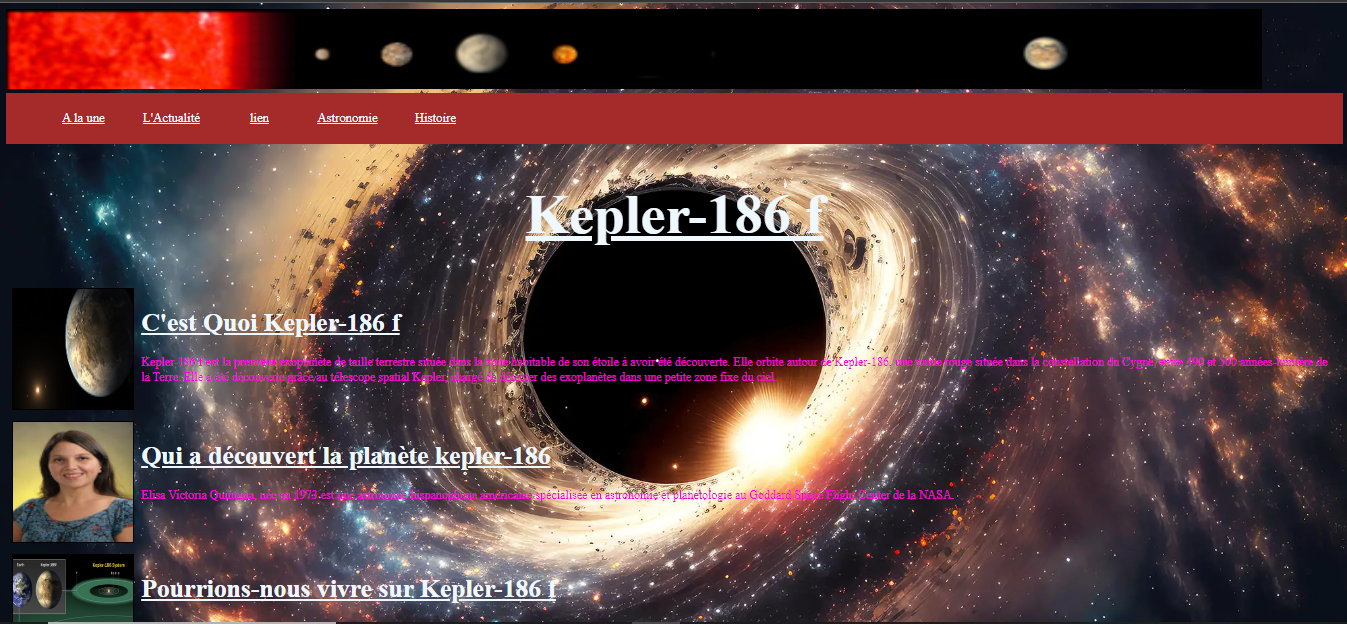 A la une L'Actualité lien Astronomie Histoire
Kepler-186 f
C'est Quoi Kepler-186 f
Kepler-186 f est la première exoplanète de taille terrestre située dans la zone habitable de son étoile à avoir été découverte. Elle orbite autour de Kepler-186, une naine rouge située dans la constellation du Cygne, entre 490 et 500 années-lumière de
la Terre. Elle a été découverte grâce au télescope spatial Kepler, chargé de des exoplanètes dans une petite zone fixe du ciel.
Qui a découvert la planète kepler-186
Elisa Victoria Quintana, née en 1973 est une astronome hispanophone américaine, spécialisée en astronomie et planétologie au Goddard Space Flight Center de la NASA.
Earth Kepler-186f Kepler-186 System
Pourrions-nous vivre sur Kepler-186 f